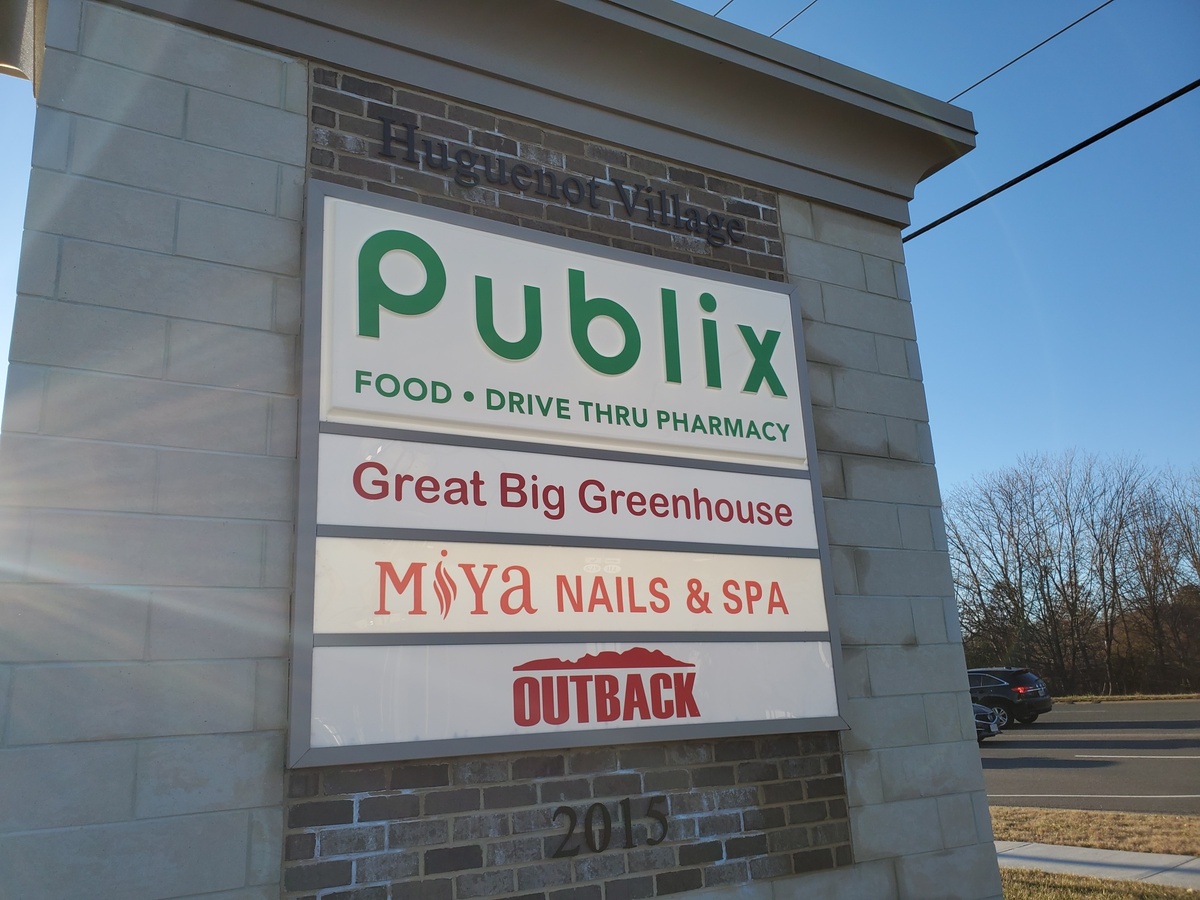 Huguenot Village
Publix
FOOD • DRIVE THRU PHARMACY
Great Big Greenhouse
MiYa NAILS & SPA
OUTBACK
2015